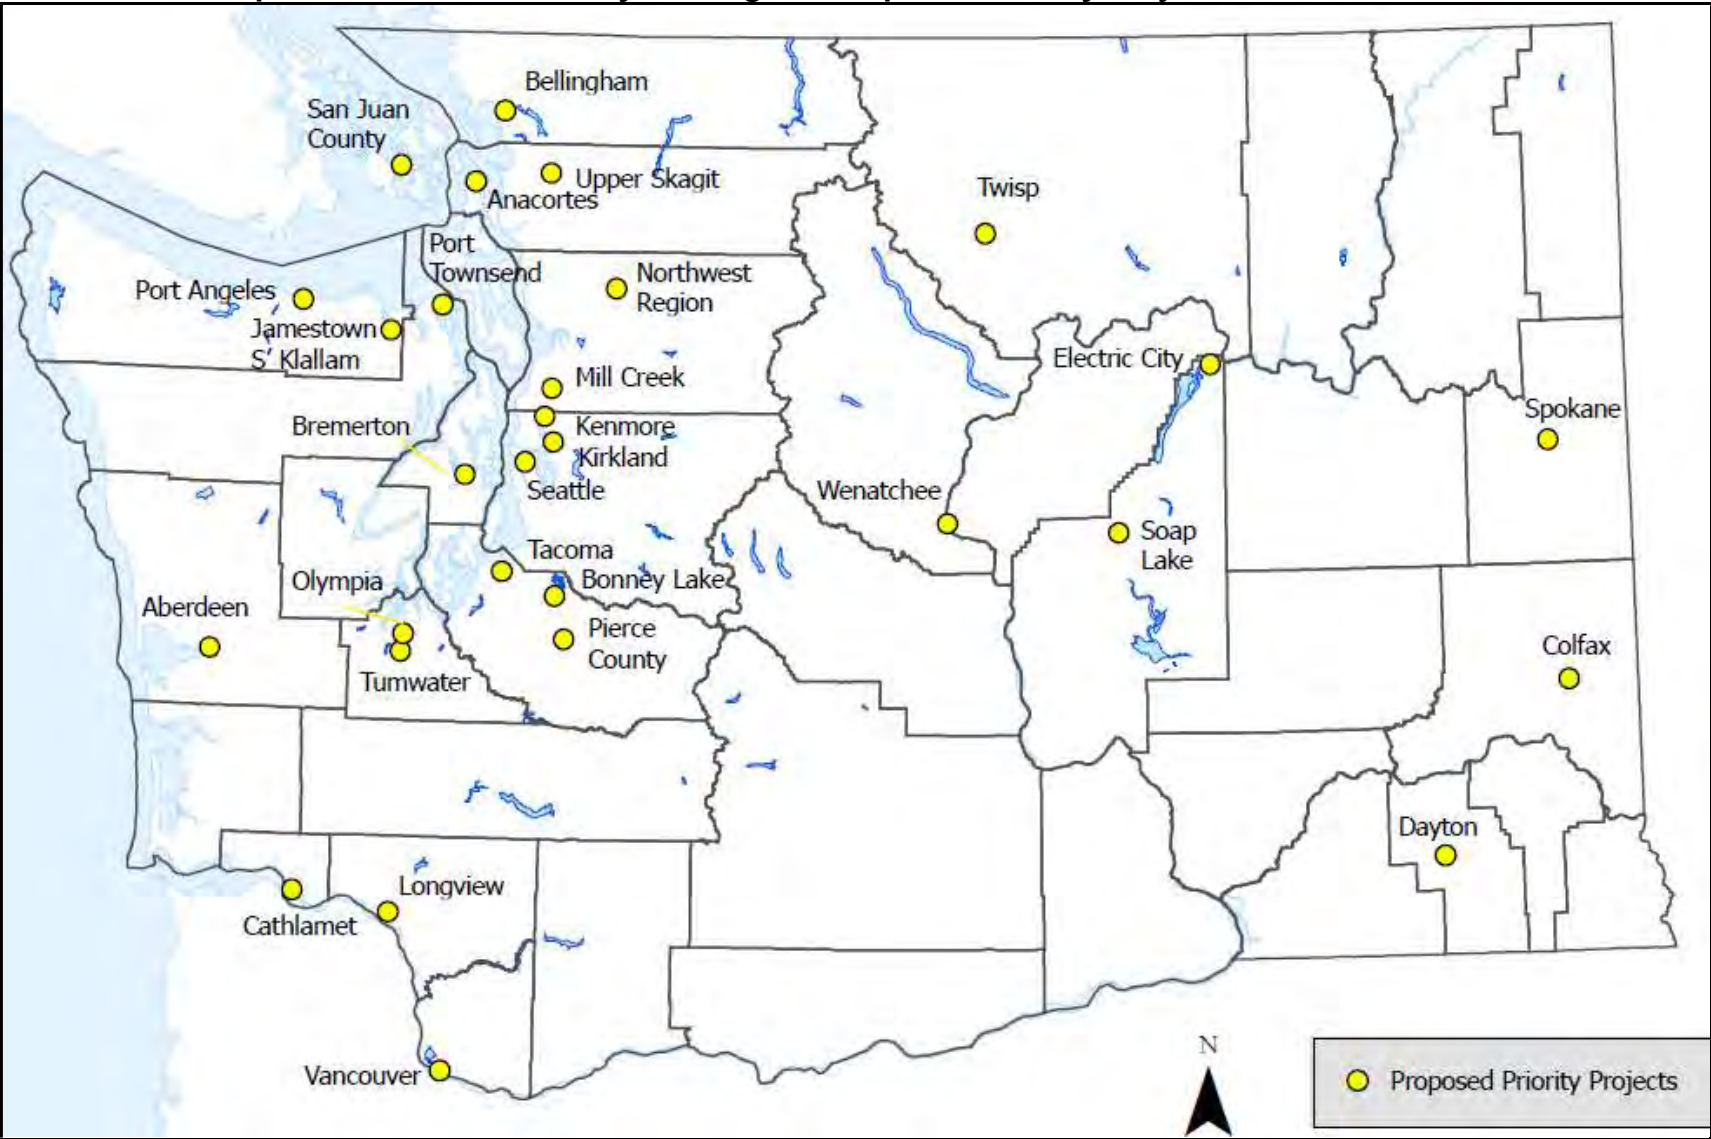 Bellingham
San Juan
County
Upper Skagit
Anacortes
Twisp
Port
Townsend
Northwest
Region
Port Angeles
Jamestown
S' Klallam
Electric City
Mill Creek
Spokane
Bremerton
Kenmore
Kirkland
Seattle
Wenatchee
Soap
Lake
Tacoma
Bonney Lake
Olympia
Aberdeen
Pierce
County
Colfax
Tumwater
Dayton
Longview
Cathlamet
Vancouver
N
Proposed Priority Projects